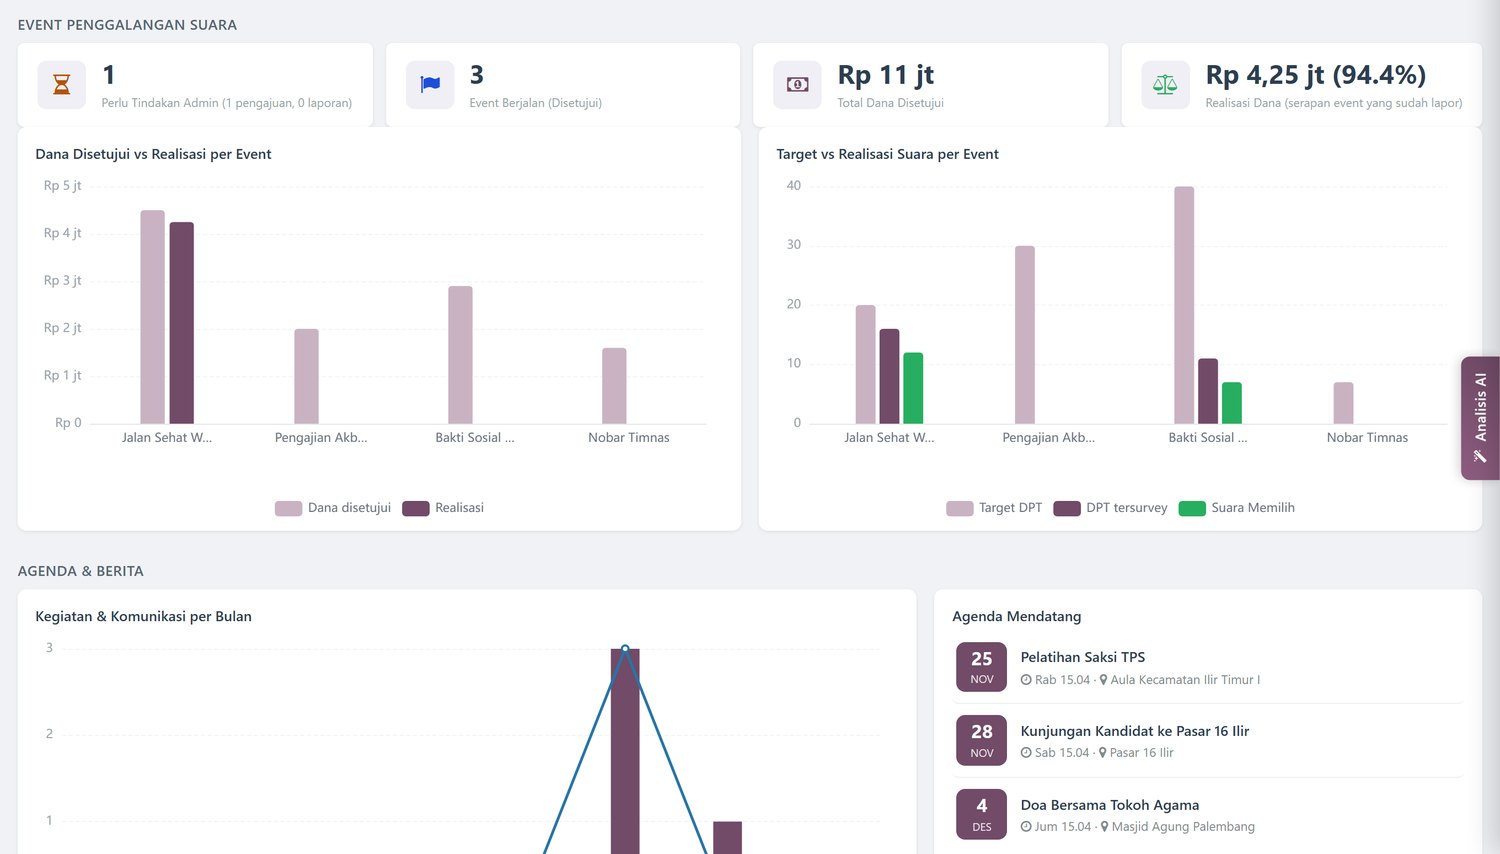 EVENT PENGGALANGAN SUARA
1
Perlu Tindakan Admin (1 pengajuan, 0 laporan)
3
Event Berjalan (Disetujui)
Rp 11 jt
Total Dana Disetujui
Rp 4,25 jt (94.4%)
Realisasi Dana (serapan event yang sudah lapor)
Dana Disetujui vs Realisasi per Event
Rp 5 jt
Rp 4 jt
Rp 3 jt
Rp 2 jt
Rp 1 jt
Rp 0
Jalan Sehat W...
Pengajian Akb...
Bakti Sosial ...
Nobar Timnas
Dana disetujui
Realisasi
Target vs Realisasi Suara per Event
40
30
20
10
0
Jalan Sehat W...
Pengajian Akb...
Bakti Sosial ...
Nobar Timnas
Target DPT
DPT tersurvey
Suara Memilih
Analisis AI
AGENDA & BERITA
Kegiatan & Komunikasi per Bulan
3
2
1
Agenda Mendatang
25
NOV
Pelatihan Saksi TPS
Rab 15.04 · Aula Kecamatan Ilir Timur I
28
NOV
Kunjungan Kandidat ke Pasar 16 Ilir
Sab 15.04 · Pasar 16 Ilir
4
DES
Doa Bersama Tokoh Agama
Jum 15.04 · Masjid Agung Palembang